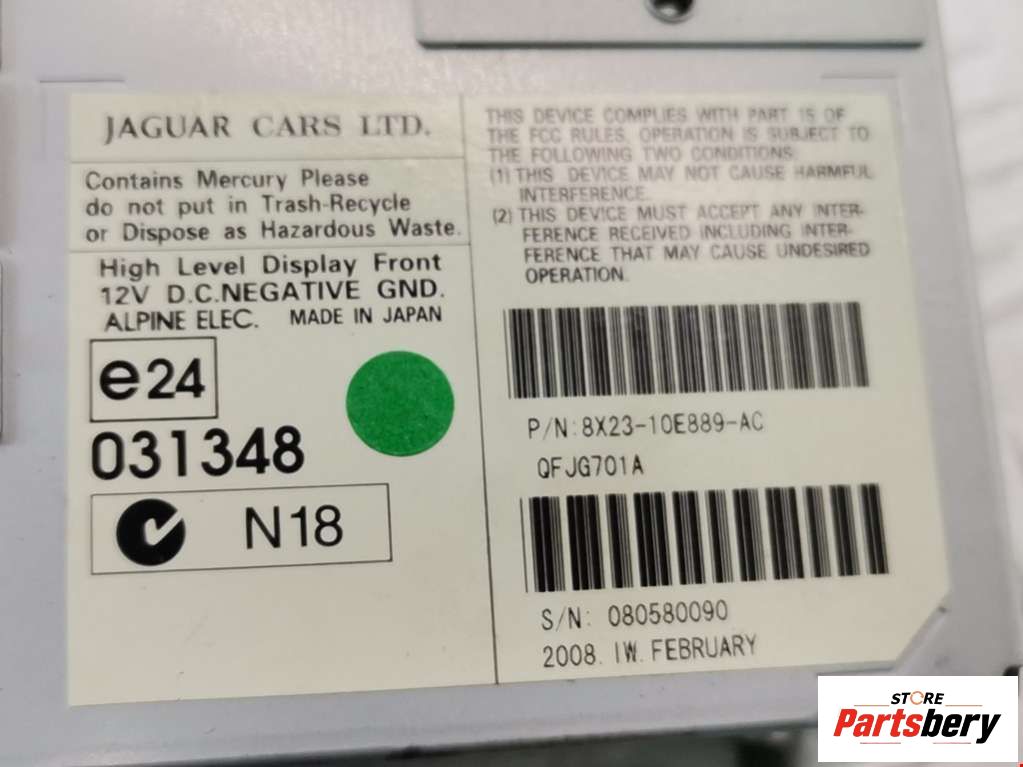 JAGUAR CARS LTD.
Contains Mercury Please
do not put in Trash-Recycle
or Dispose as Hazardous Waste.
High Level Display Front
12V D.C.NEGATIVE GND.
ALPINE ELEC. MADE IN JAPAN
e24
031348
N18
THIS DEVICE COMPLIES WITH PART 15 OF
THE FCC RULES. OPERATION IS SUBJECT TO
THE FOLLOWING TWO CONDITIONS:
(1) THIS DEVICE MAY NOT CAUSE HARMFUL
INTERFERENCE.
(2) THIS DEVICE MUST ACCEPT ANY INTER-
FERENCE RECEIVED INCLUDING INTER-
FERENCE THAT MAY CAUSE UNDESIRED
OPERATION.
P/N:8X23-10E889-AC
QFJG701A
S/N: 080580090
2008. IW. FEBRUARY
STORE
Partsbery